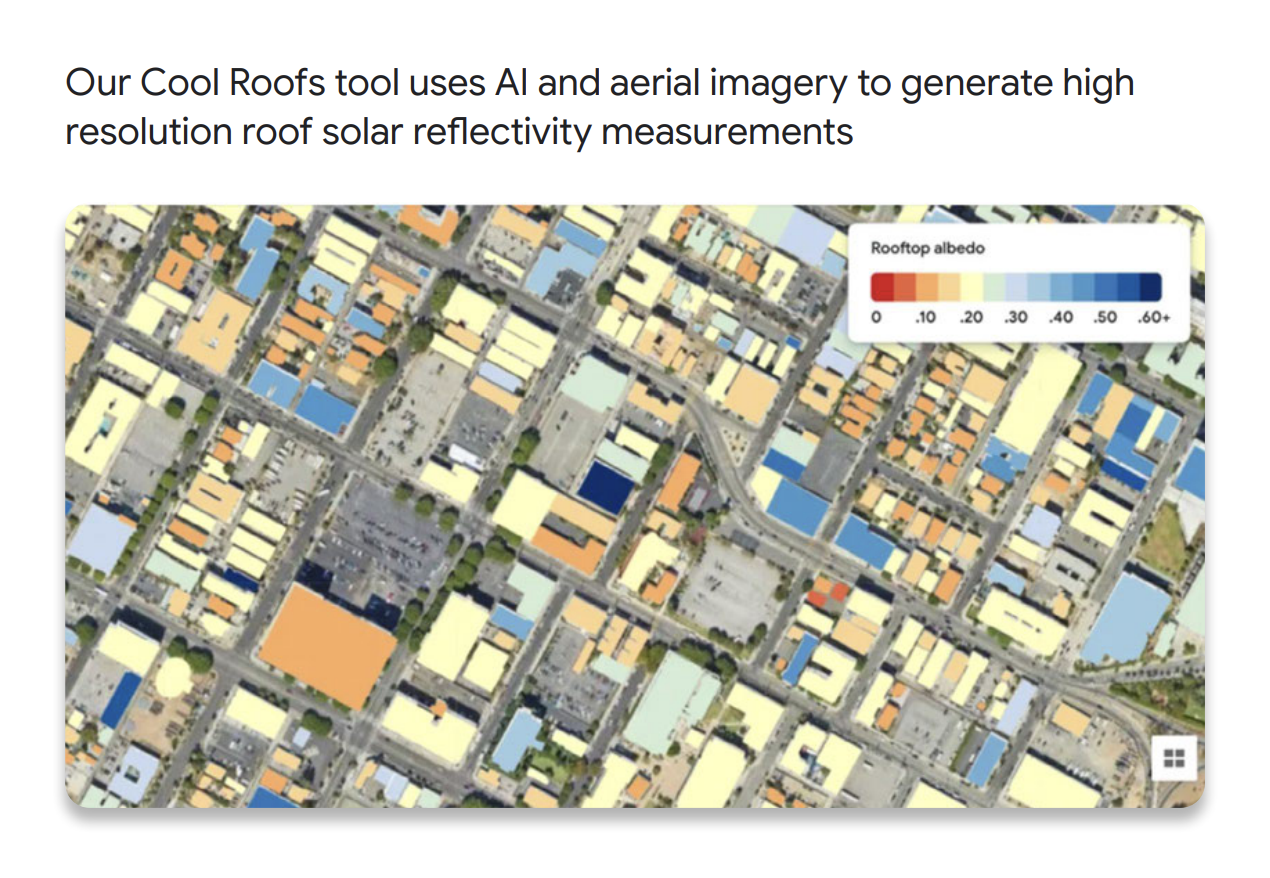 Our Cool Roofs tool uses AI and aerial imagery to generate high
resolution roof solar reflectivity measurements
Rooftop albedo
0 .10 .20 .30 .40 .50 .60+